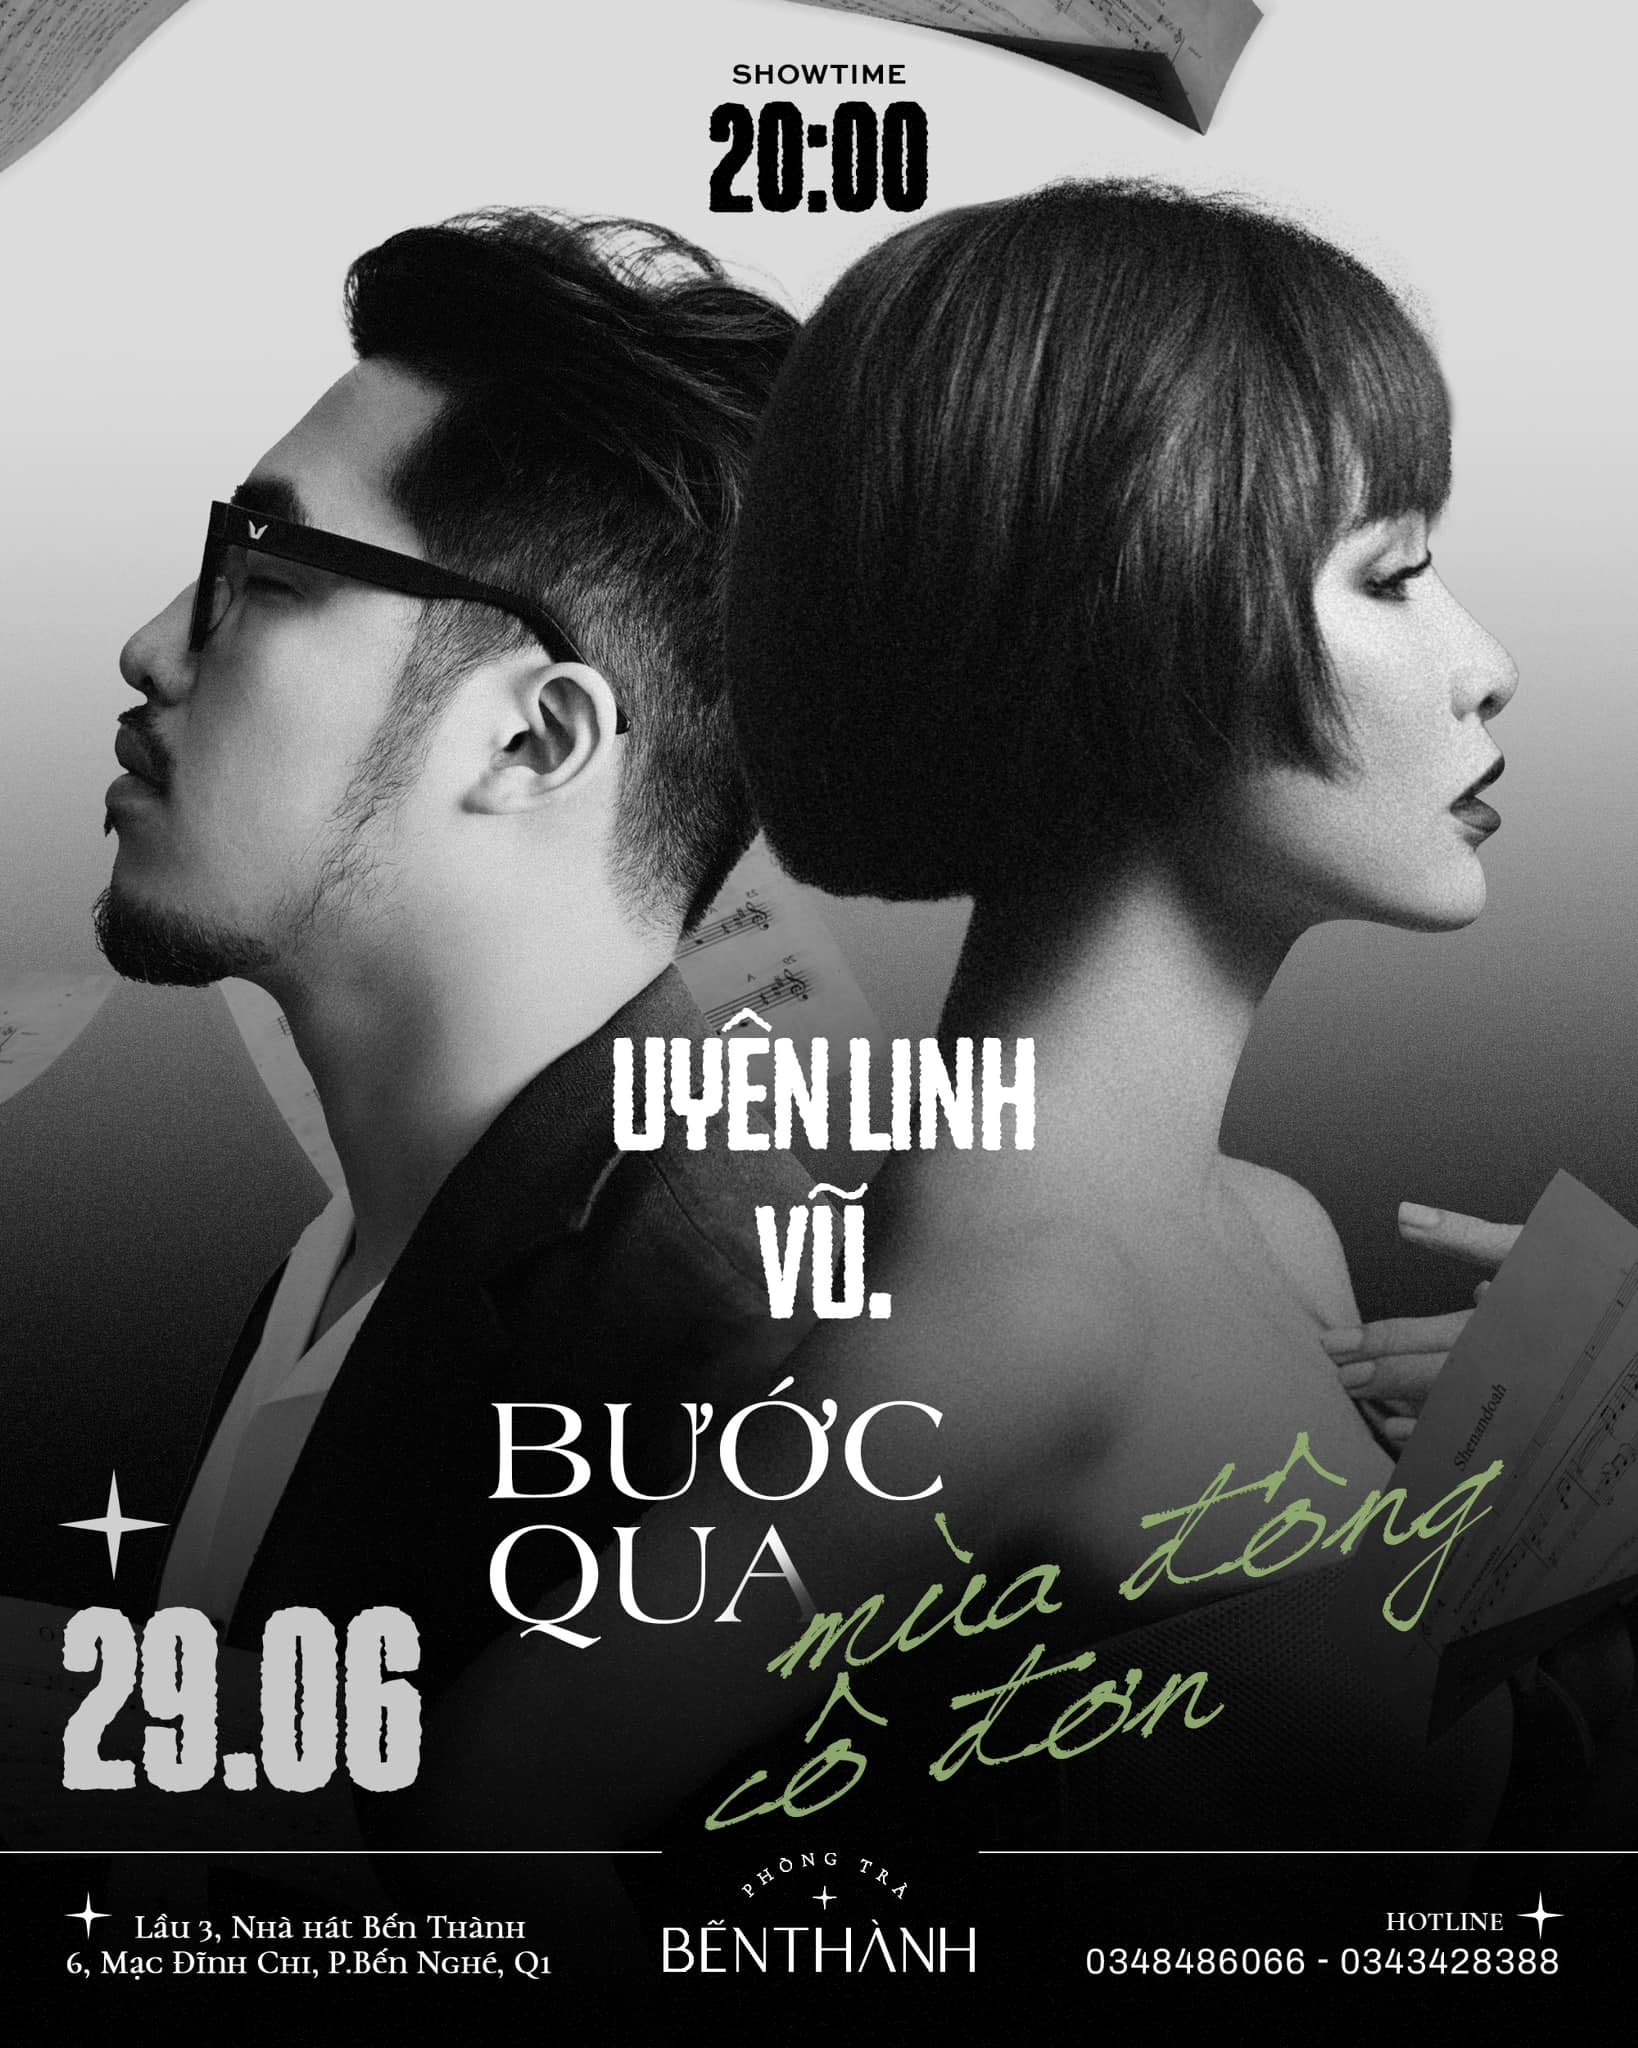 SHOWTIME
20:00
UYÊN LINH
VŨ.
BƯỚC
QUA
mùa đông
cô đơn
29.06
PHÒNG TRÀ
BẾN THÀNH
Lầu 3, Nhà hát Bến Thành
6, Mạc Đĩnh Chi, P.Bến Nghé, Q1
HOTLINE
0348486066 - 0343428388
Shenandoah